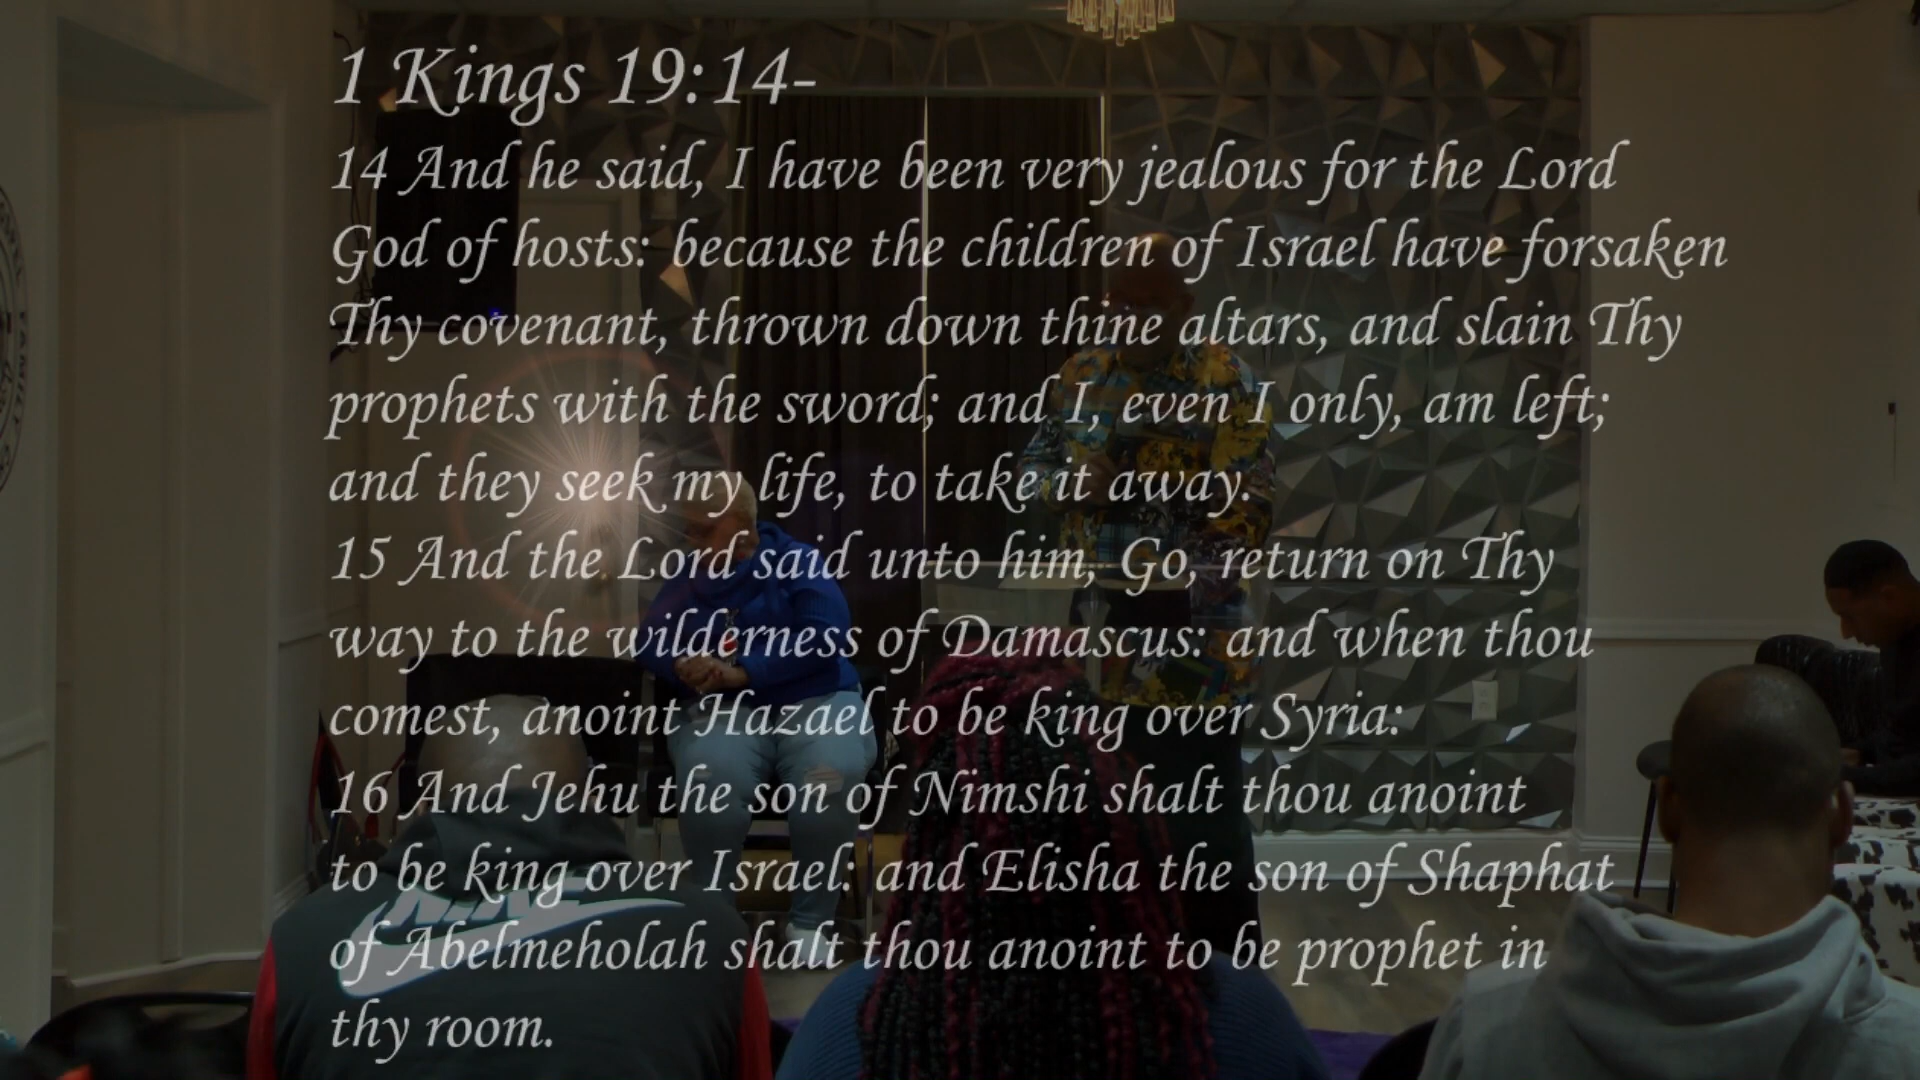 1 Kings 19:14-
14 And he said, I have been very jealous for the Lord
God of hosts: because the children of Israel have forsaken
Thy covenant, thrown down thine altars, and slain Thy
prophets with the sword; and I, even I only, am left;
and they seek my life, to take it away.
15 And the Lord said unto him, Go, return on Thy
way to the wilderness of Damascus: and when thou
comest, anoint Hazael to be king over Syria:
16 And Jehu the son of Nimshi shalt thou anoint
to be king over Israel: and Elisha the son of Shaphat
of Abelmeholah shalt thou anoint to be prophet in
thy room.